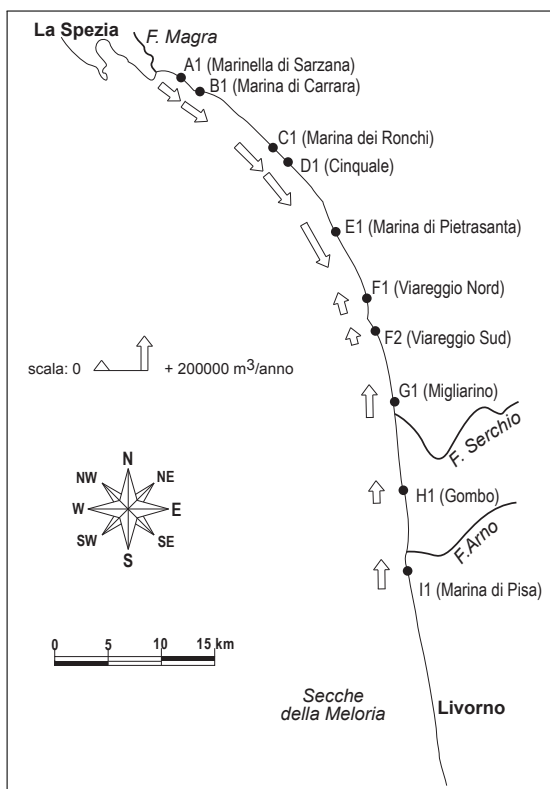 La Spezia
F. Magra
A1 (Marinella di Sarzana)
B1 (Marina di Carrara)
C1 (Marina dei Ronchi)
D1 (Cinquale)
E1 (Marina di Pietrasanta)
F1 (Viareggio Nord)
F2 (Viareggio Sud)
scala: 0
+ 200000 m³/anno
G1 (Migliarino)
F. Serchio
N
NW
NE
W
E
SW
SE
S
H1 (Gombo)
F.Arno
I1 (Marina di Pisa)
0 5 10 15 km
Secche
della Meloria
Livorno